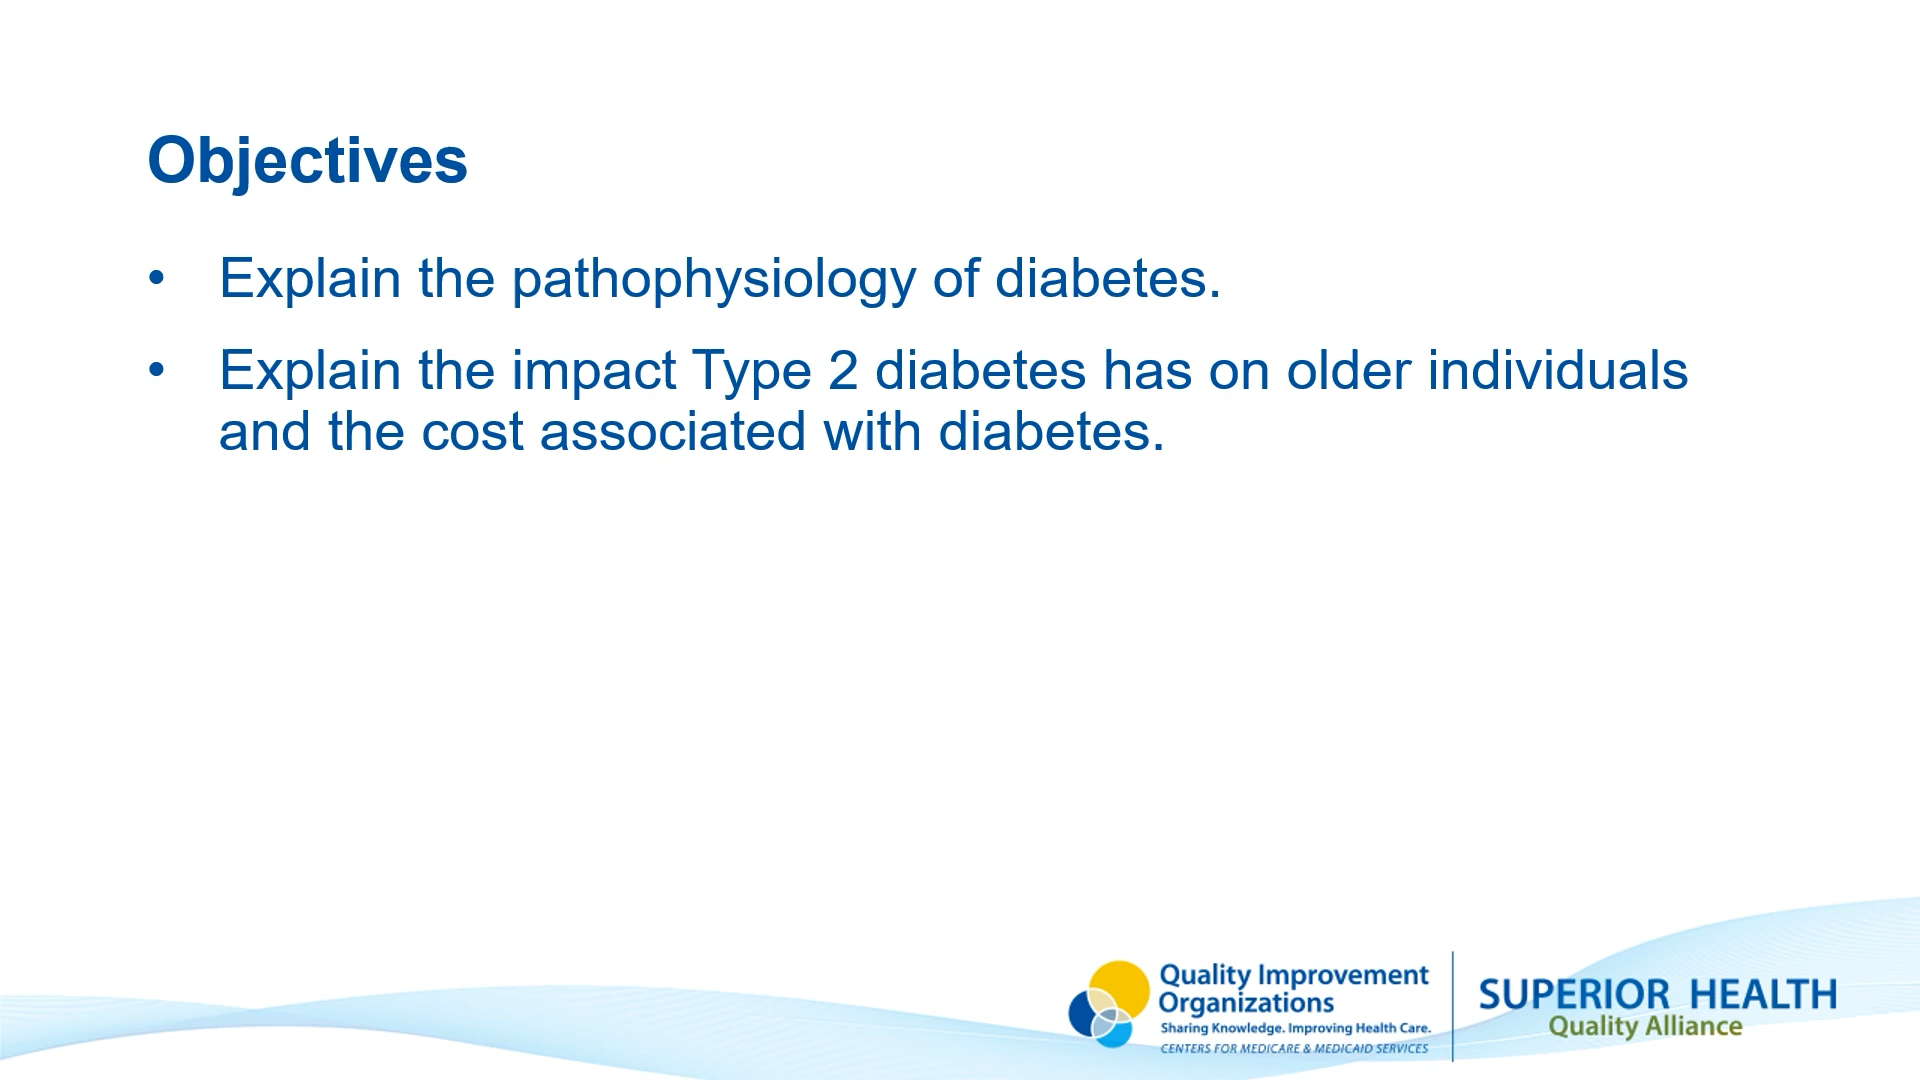 Objectives
• Explain the pathophysiology of diabetes.
• Explain the impact Type 2 diabetes has on older individuals
and the cost associated with diabetes.
Quality Improvement
Organizations
Sharing Knowledge. Improving Health Care.
CENTERS FOR MEDICARE & MEDICAID SERVICES
SUPERIOR HEALTH
Quality Alliance